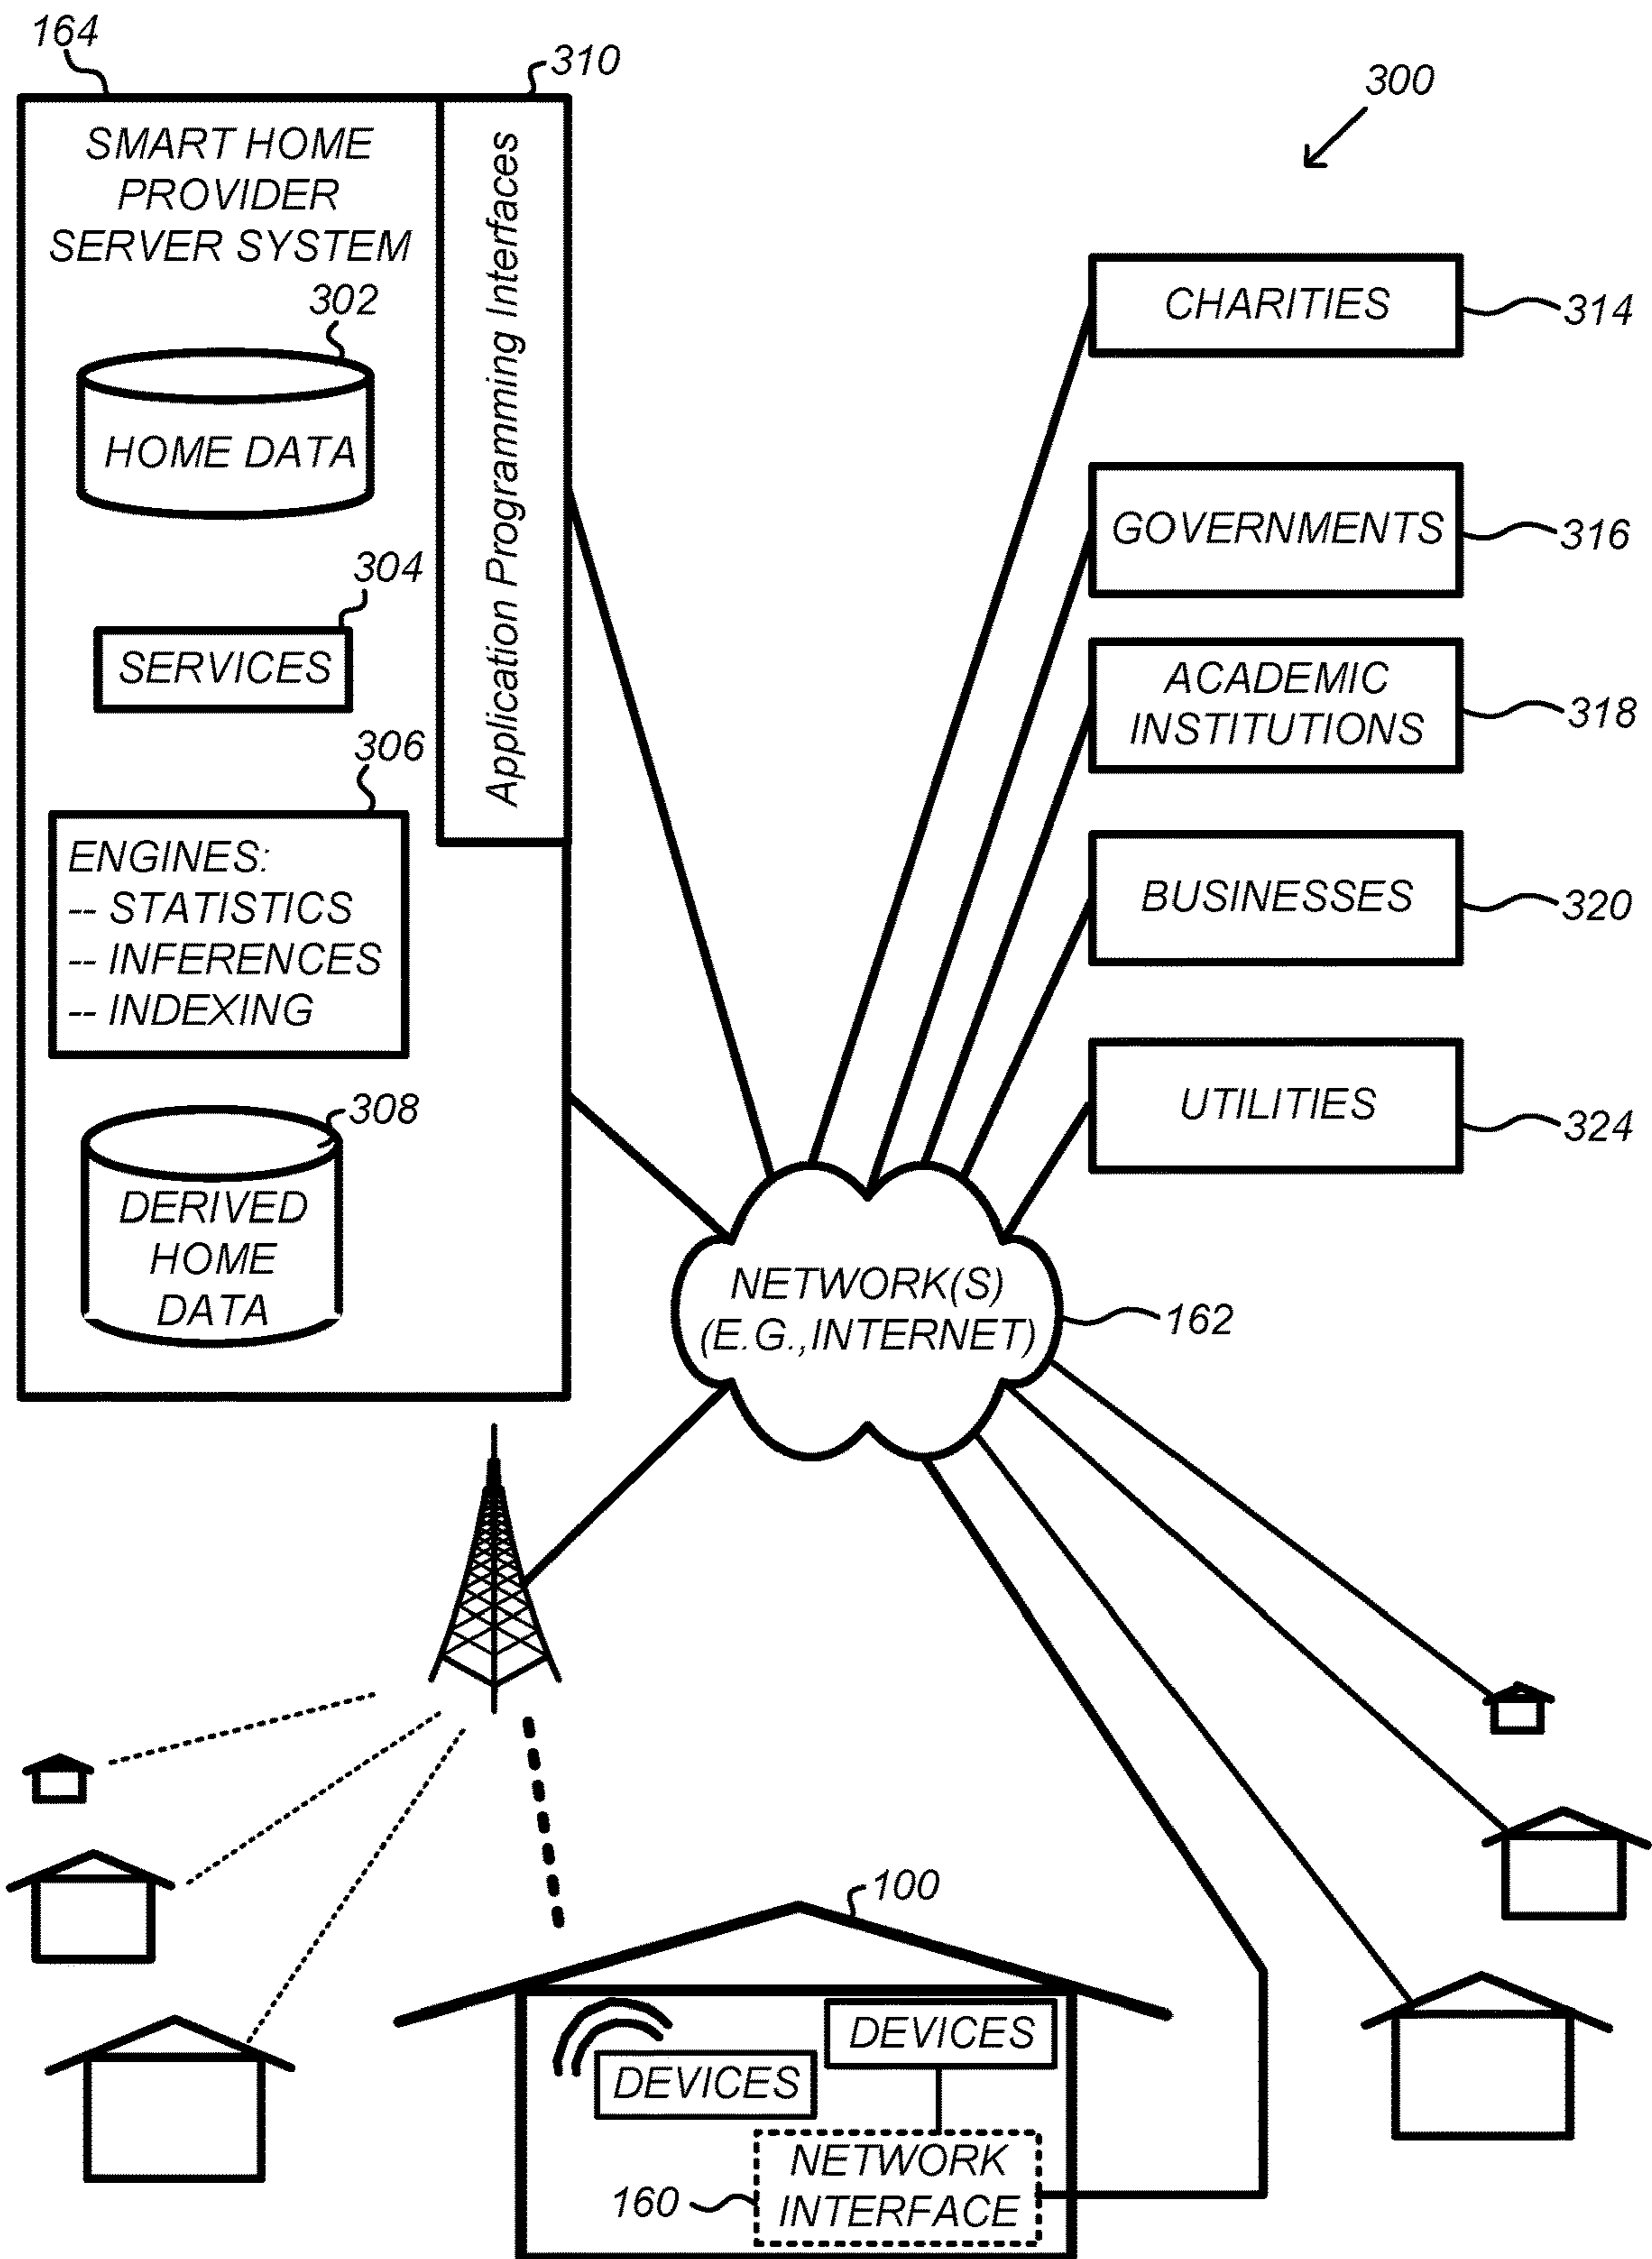 164
310
300
SMART HOME
PROVIDER
SERVER SYSTEM
Application Programming Interfaces
302
HOME DATA
304
SERVICES
306
ENGINES:
-- STATISTICS
-- INFERENCES
-- INDEXING
308
DERIVED
HOME
DATA
CHARITIES
314
GOVERNMENTS
316
ACADEMIC
INSTITUTIONS
318
BUSINESSES
320
UTILITIES
324
NETWORK(S)
(E.G.,INTERNET)
162
100
DEVICES
DEVICES
NETWORK
INTERFACE
160